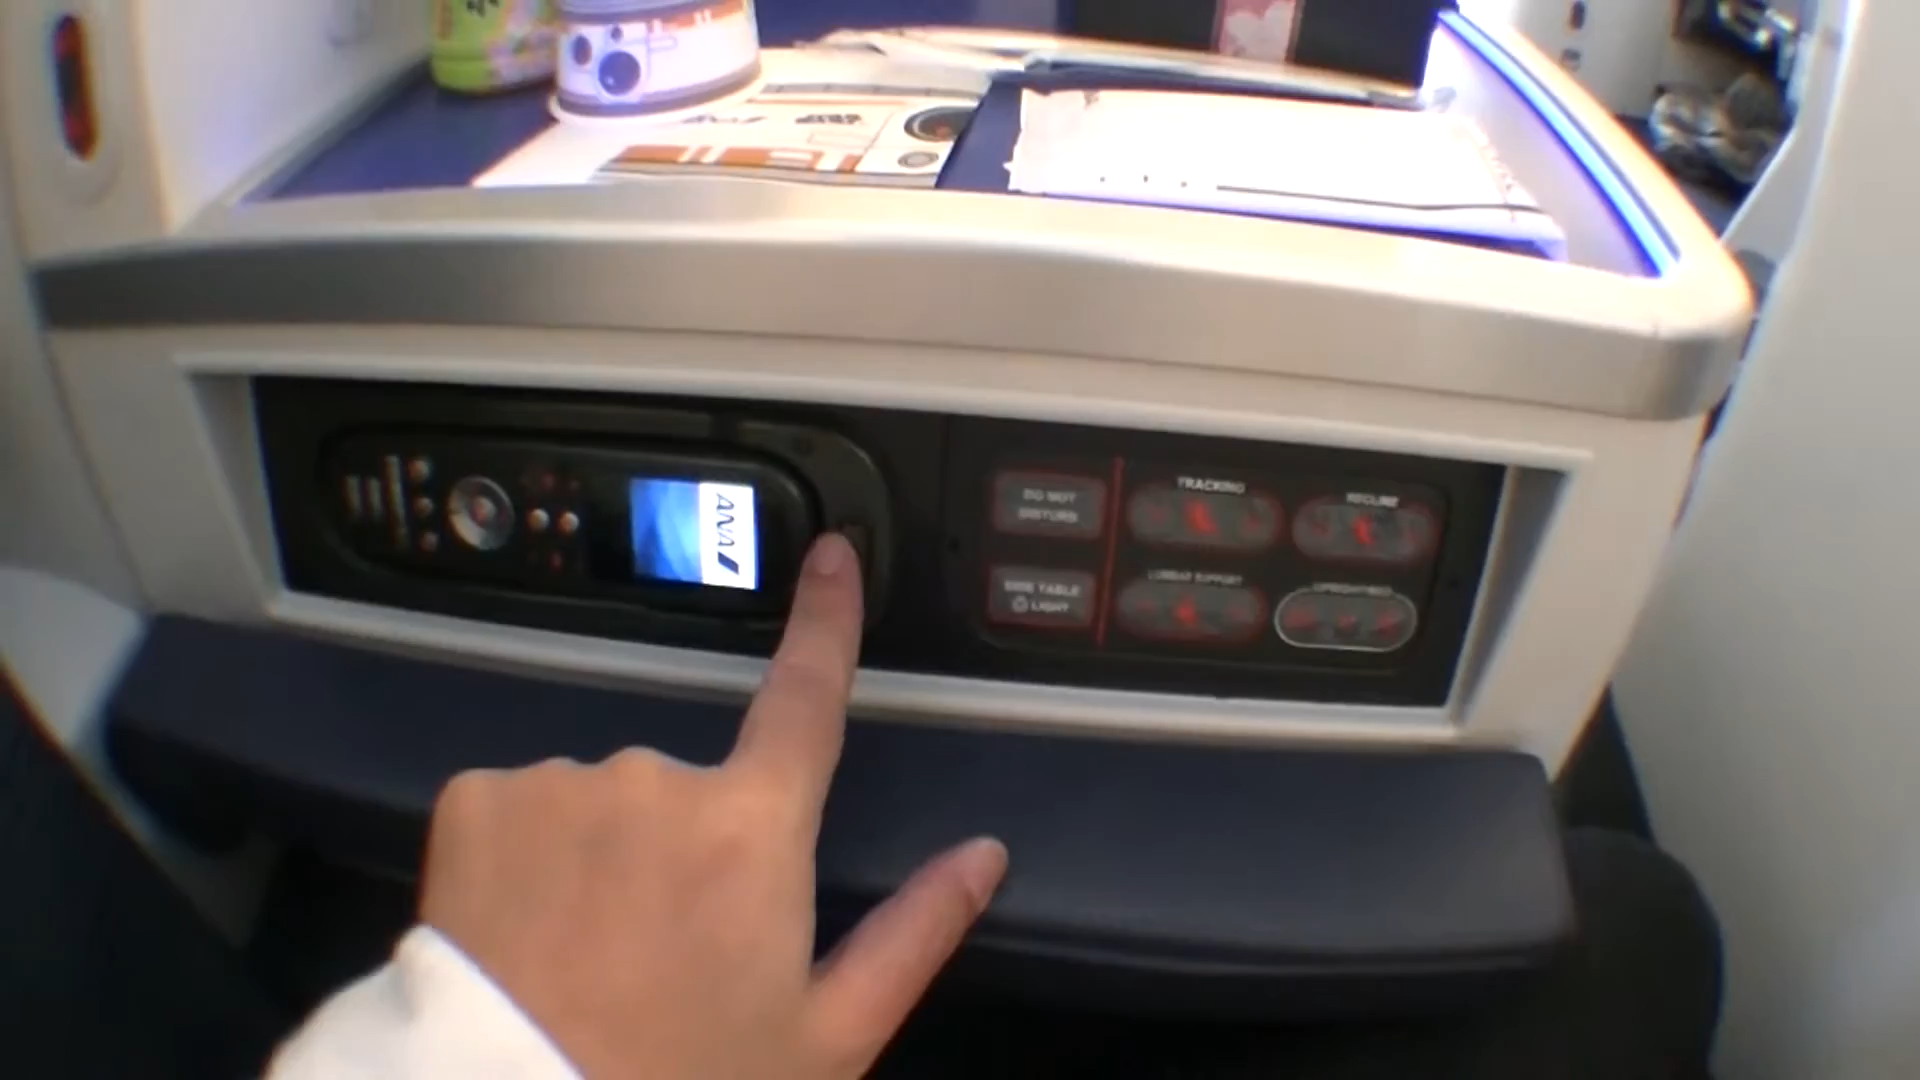 ANA
DO NOT
DISTURB
TRACKING
RECLINE
SIDE TABLE
LIGHT
LUMBAR SUPPORT